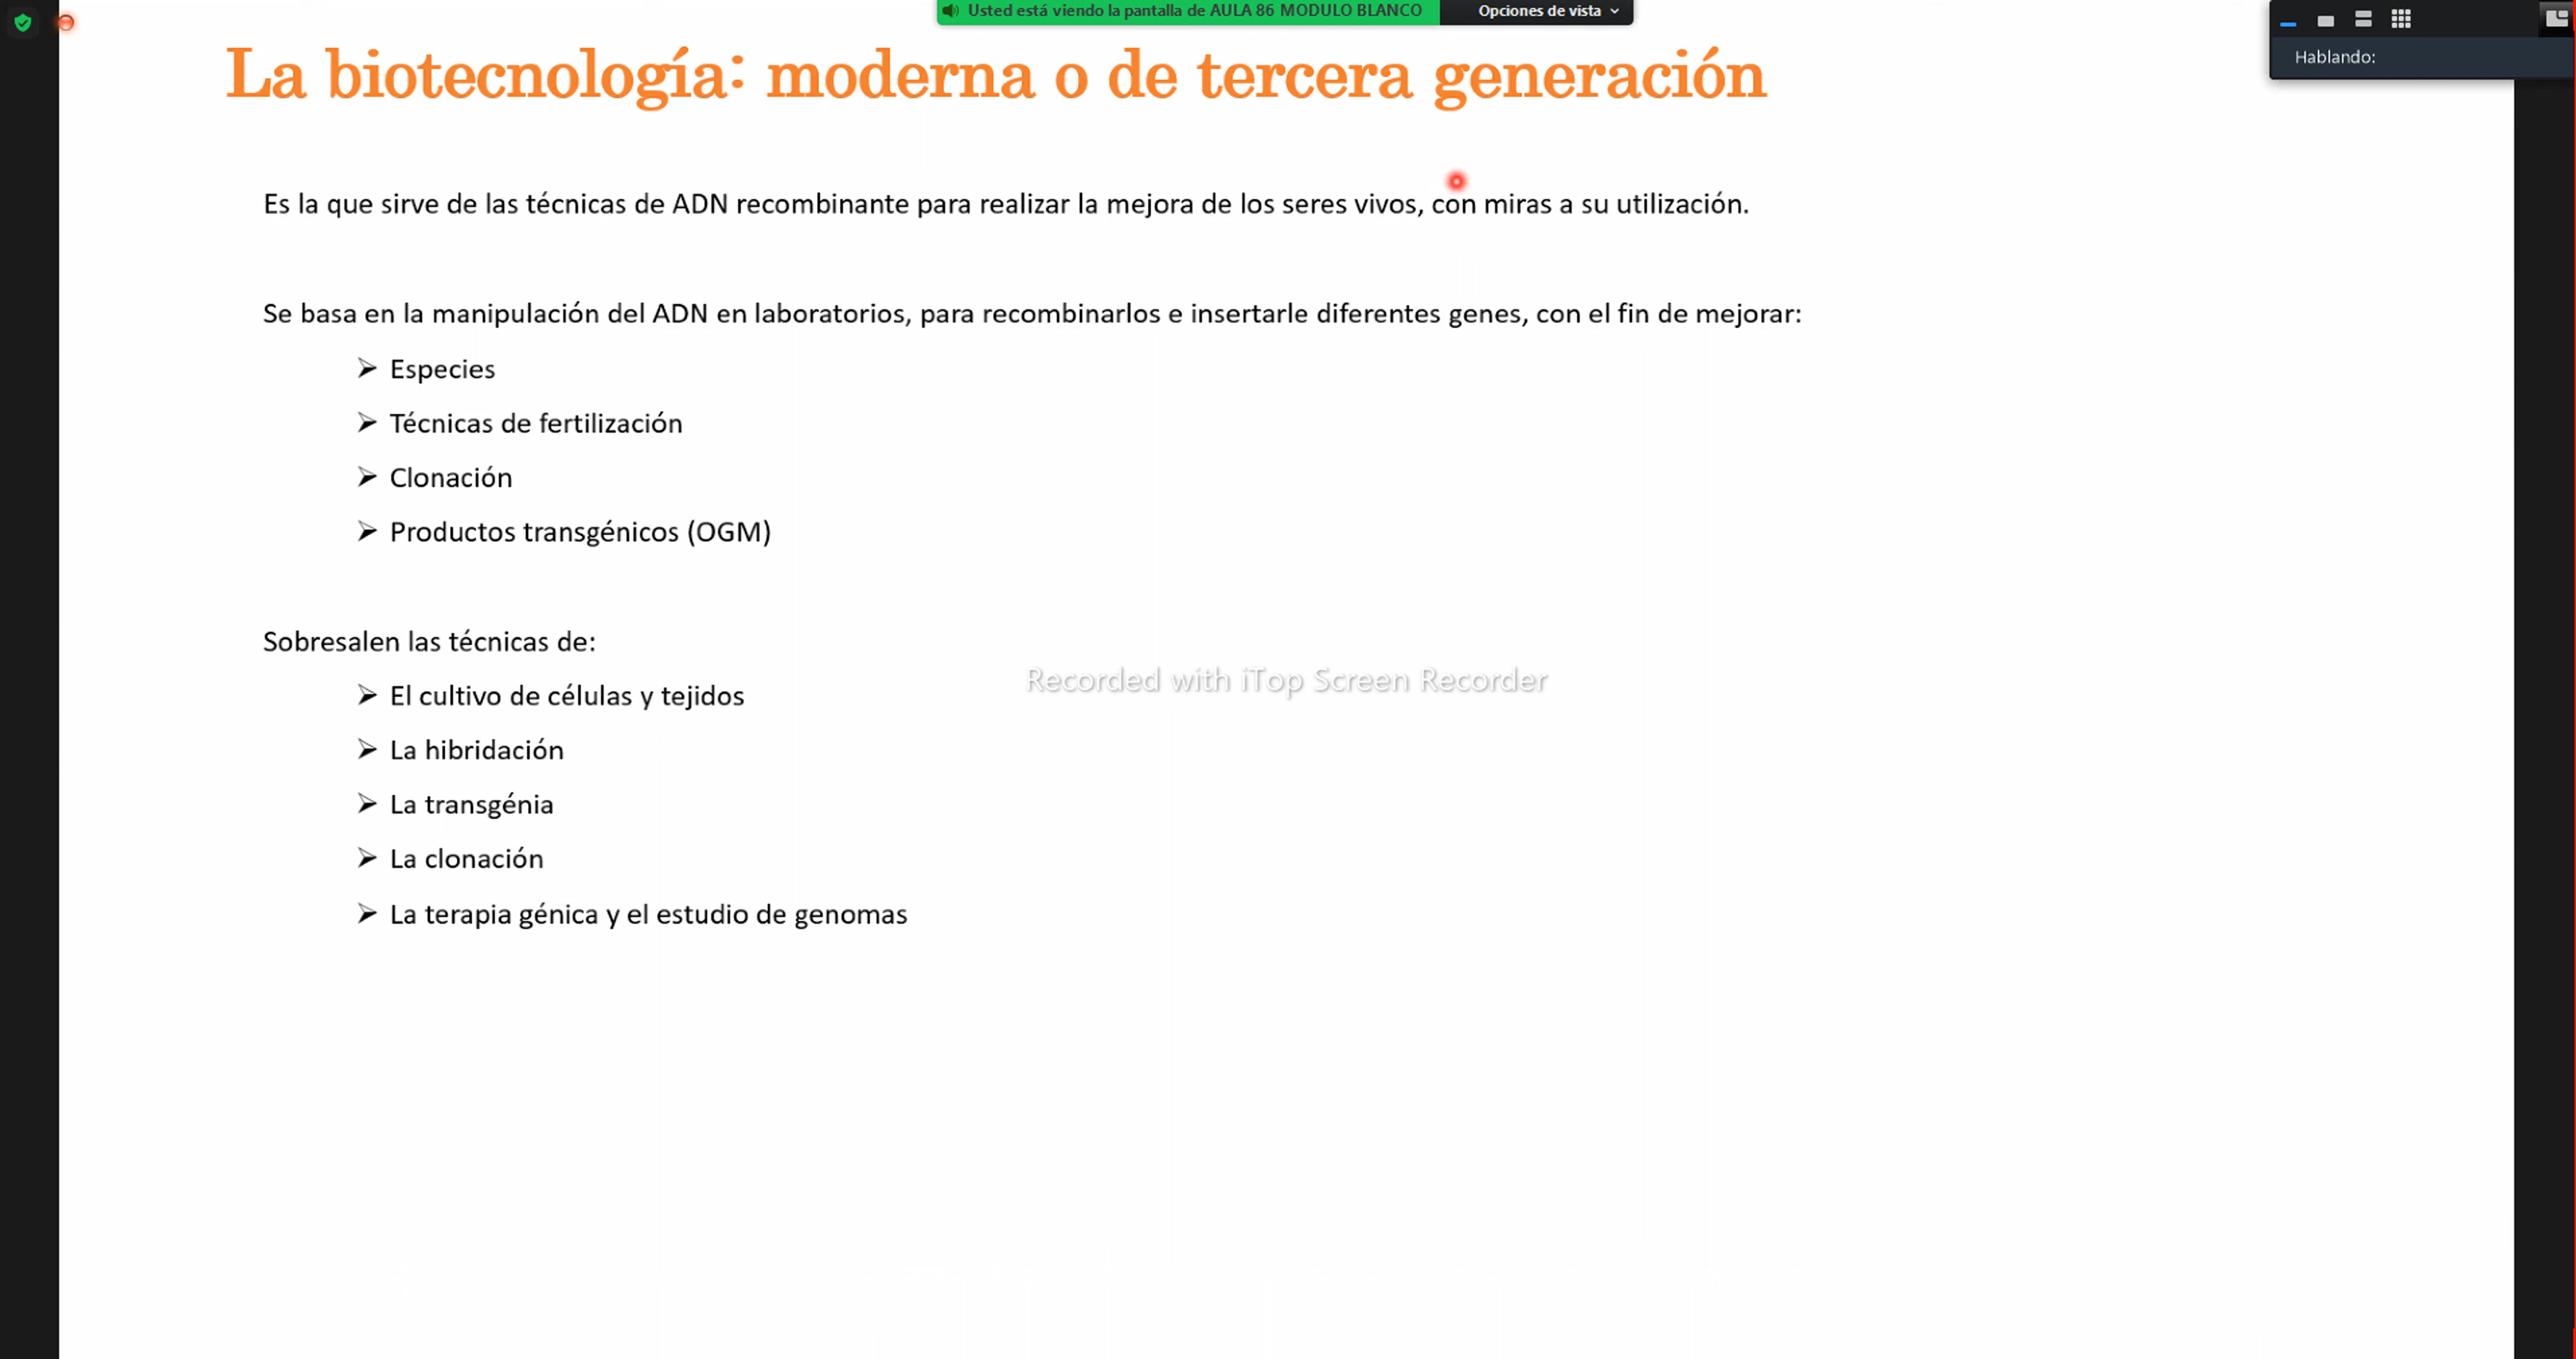 Usted está viendo la pantalla de AULA 86 MODULO BLANCO
Opciones de vista
Hablando:
La biotecnología: moderna o de tercera generación
Es la que sirve de las técnicas de ADN recombinante para realizar la mejora de los seres vivos, con miras a su utilización.
Se basa en la manipulación del ADN en laboratorios, para recombinarlos e insertarle diferentes genes, con el fin de mejorar:
➢ Especies
➢ Técnicas de fertilización
➢ Clonación
➢ Productos transgénicos (OGM)
Sobresalen las técnicas de:
➢ El cultivo de células y tejidos
Recorded with iTop Screen Recorder
➢ La hibridación
➢ La transgénia
➢ La clonación
➢ La terapia génica y el estudio de genomas